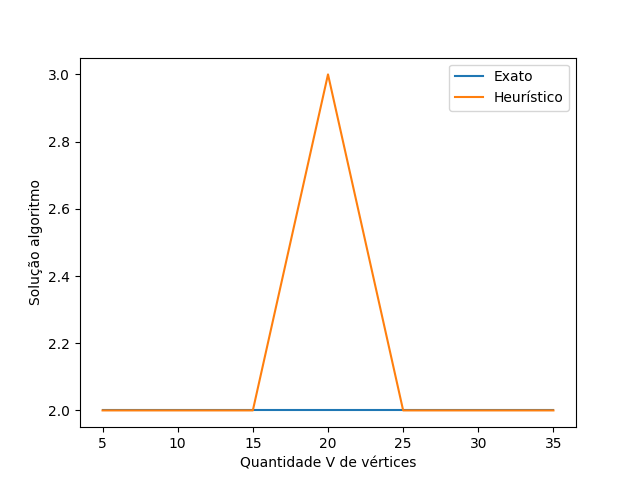 Exato
Heurístico
3.0
2.8
2.6
2.4
2.2
2.0
Solução algoritmo
5 10 15 20 25 30 35
Quantidade V de vértices